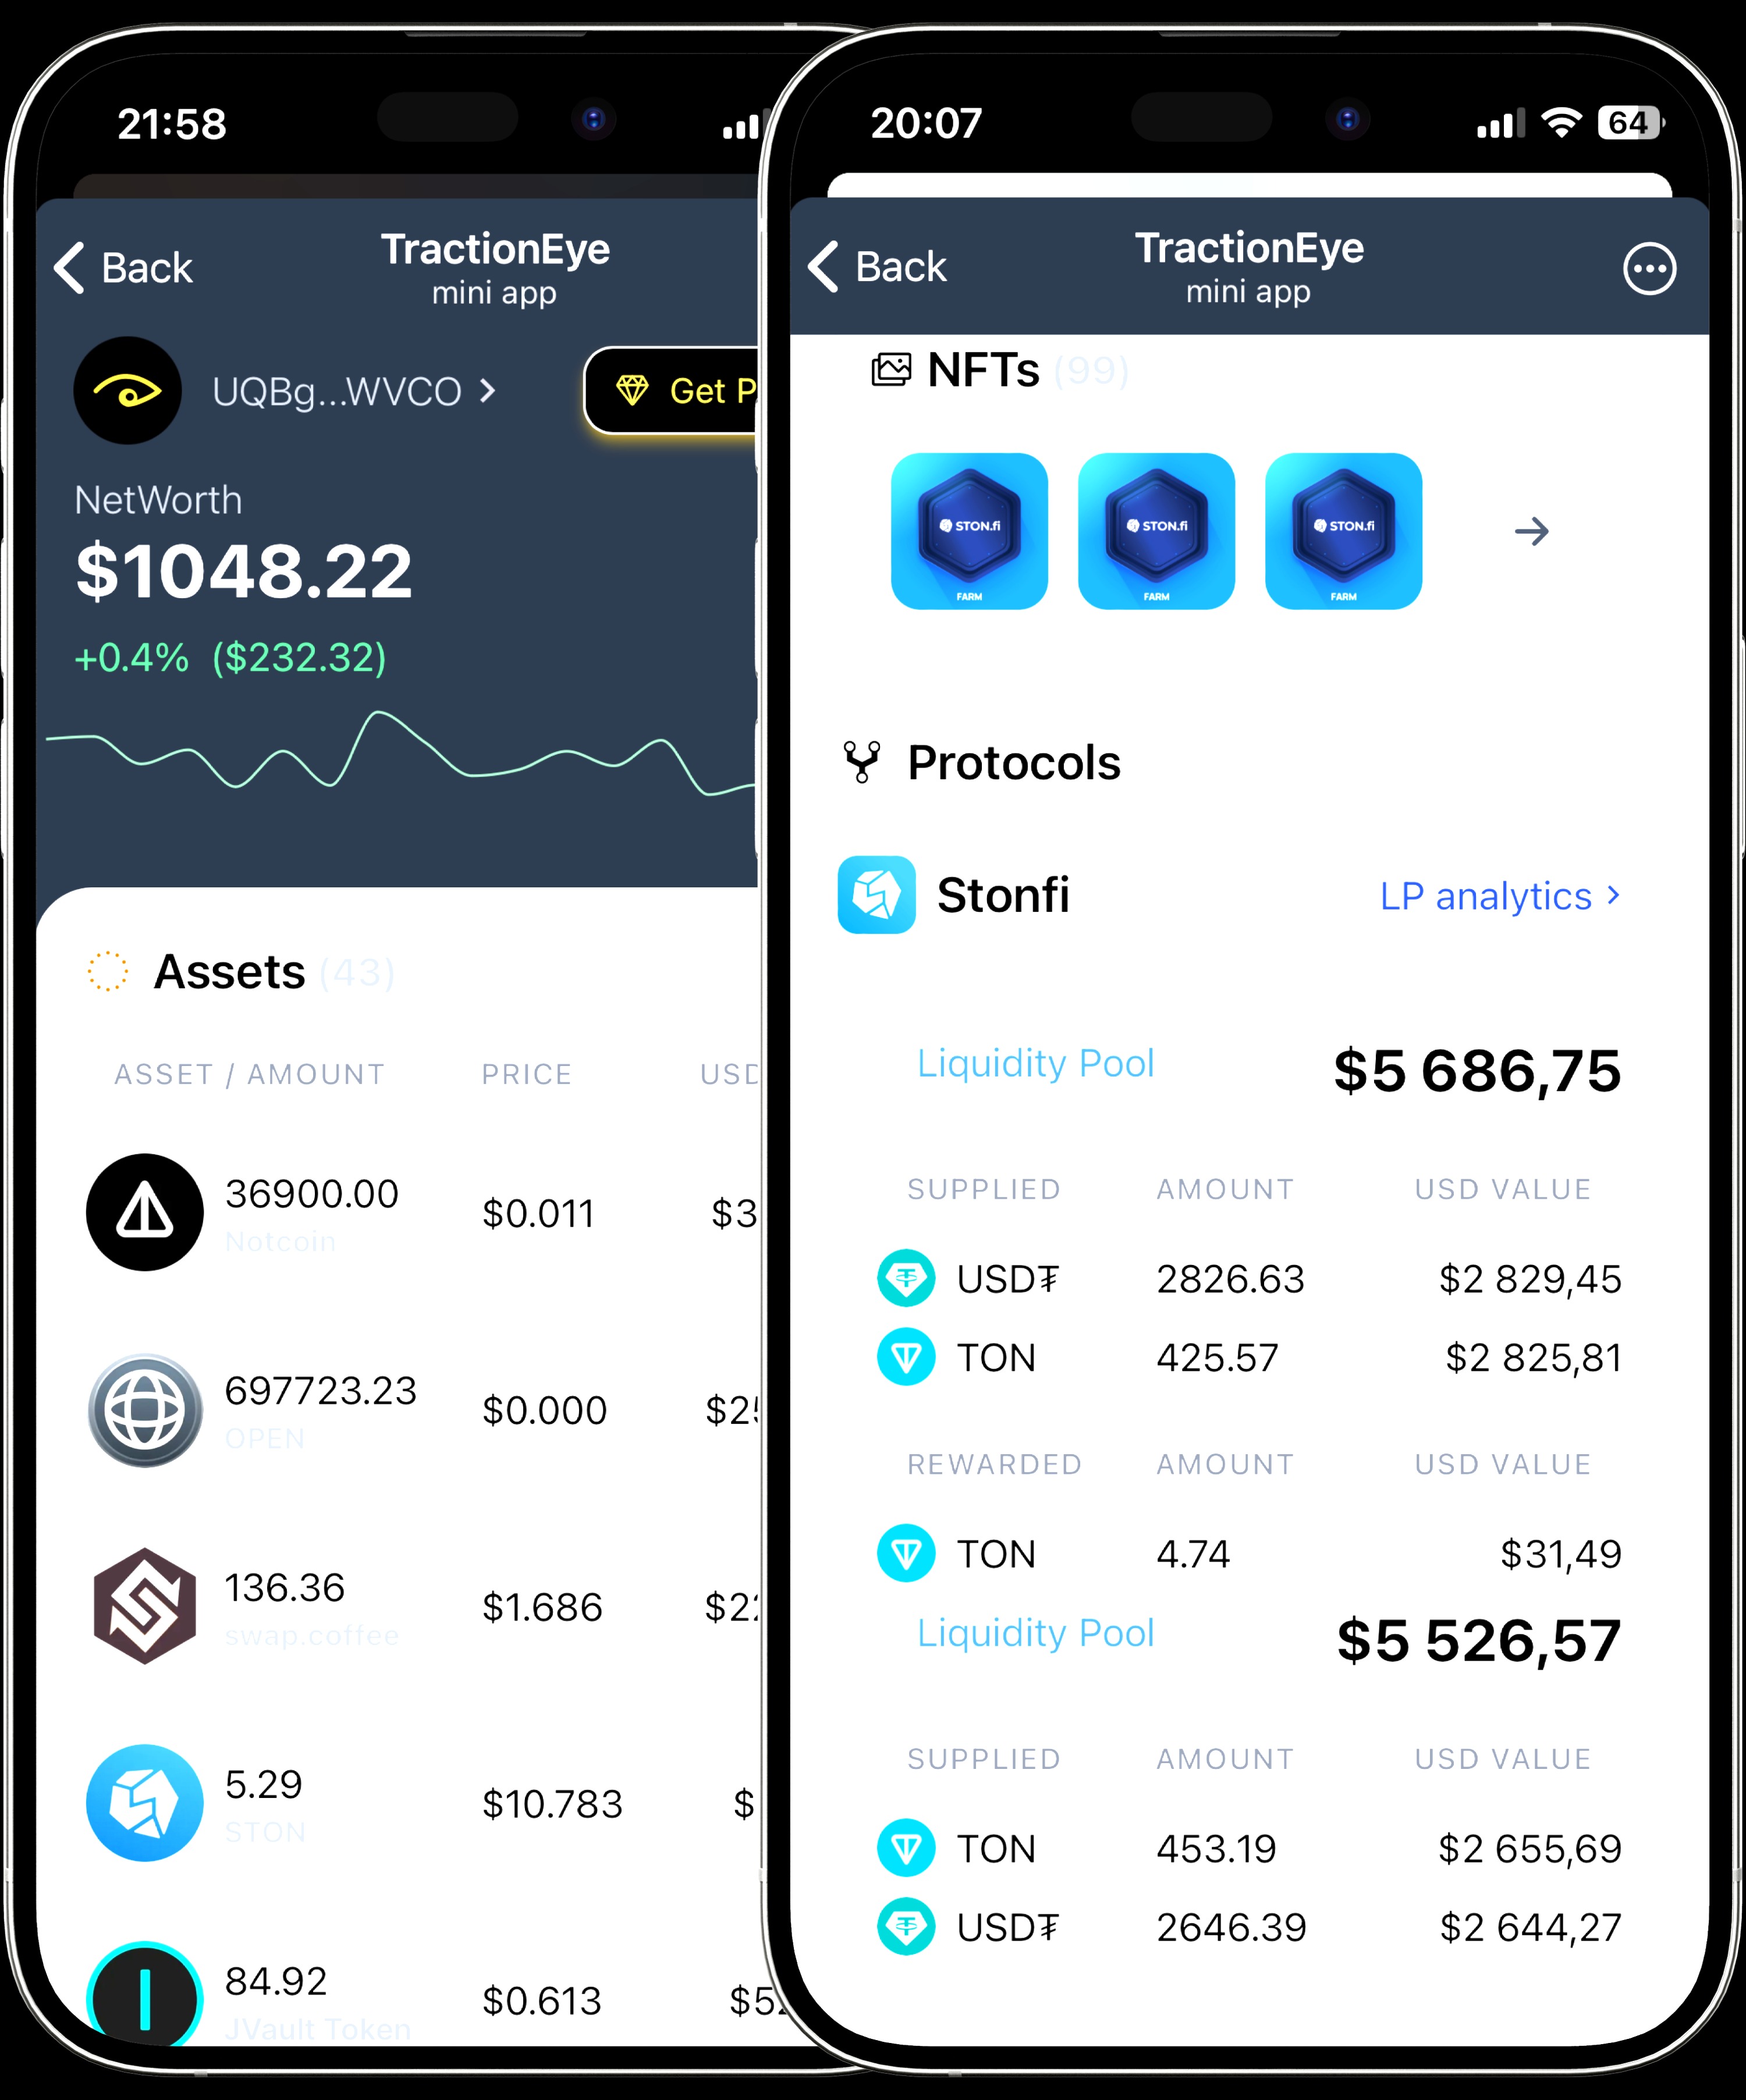 21:58
Back
TractionEye
mini app
UQBg...WVCO
Get P
NetWorth
$1048.22
+0.4% ($232.32)
Assets (43)
ASSET / AMOUNT PRICE USD
36900.00 $0.011 $3
Notcoin
697723.23 $0.000 $25
OPEN
136.36 $1.686 $22
swap.coffee
5.29 $10.783 $
STON
84.92 $0.613 $5
JVault Token
20:07
64
Back
TractionEye
mini app
NFTs (99)
STON.fi STON.fi STON.fi
FARM FARM FARM
Protocols
Stonfi LP analytics
Liquidity Pool $5 686,75
SUPPLIED AMOUNT USD VALUE
USD₮ 2826.63 $2 829,45
TON 425.57 $2 825,81
REWARDED AMOUNT USD VALUE
TON 4.74 $31,49
Liquidity Pool $5 526,57
SUPPLIED AMOUNT USD VALUE
TON 453.19 $2 655,69
USD₮ 2646.39 $2 644,27